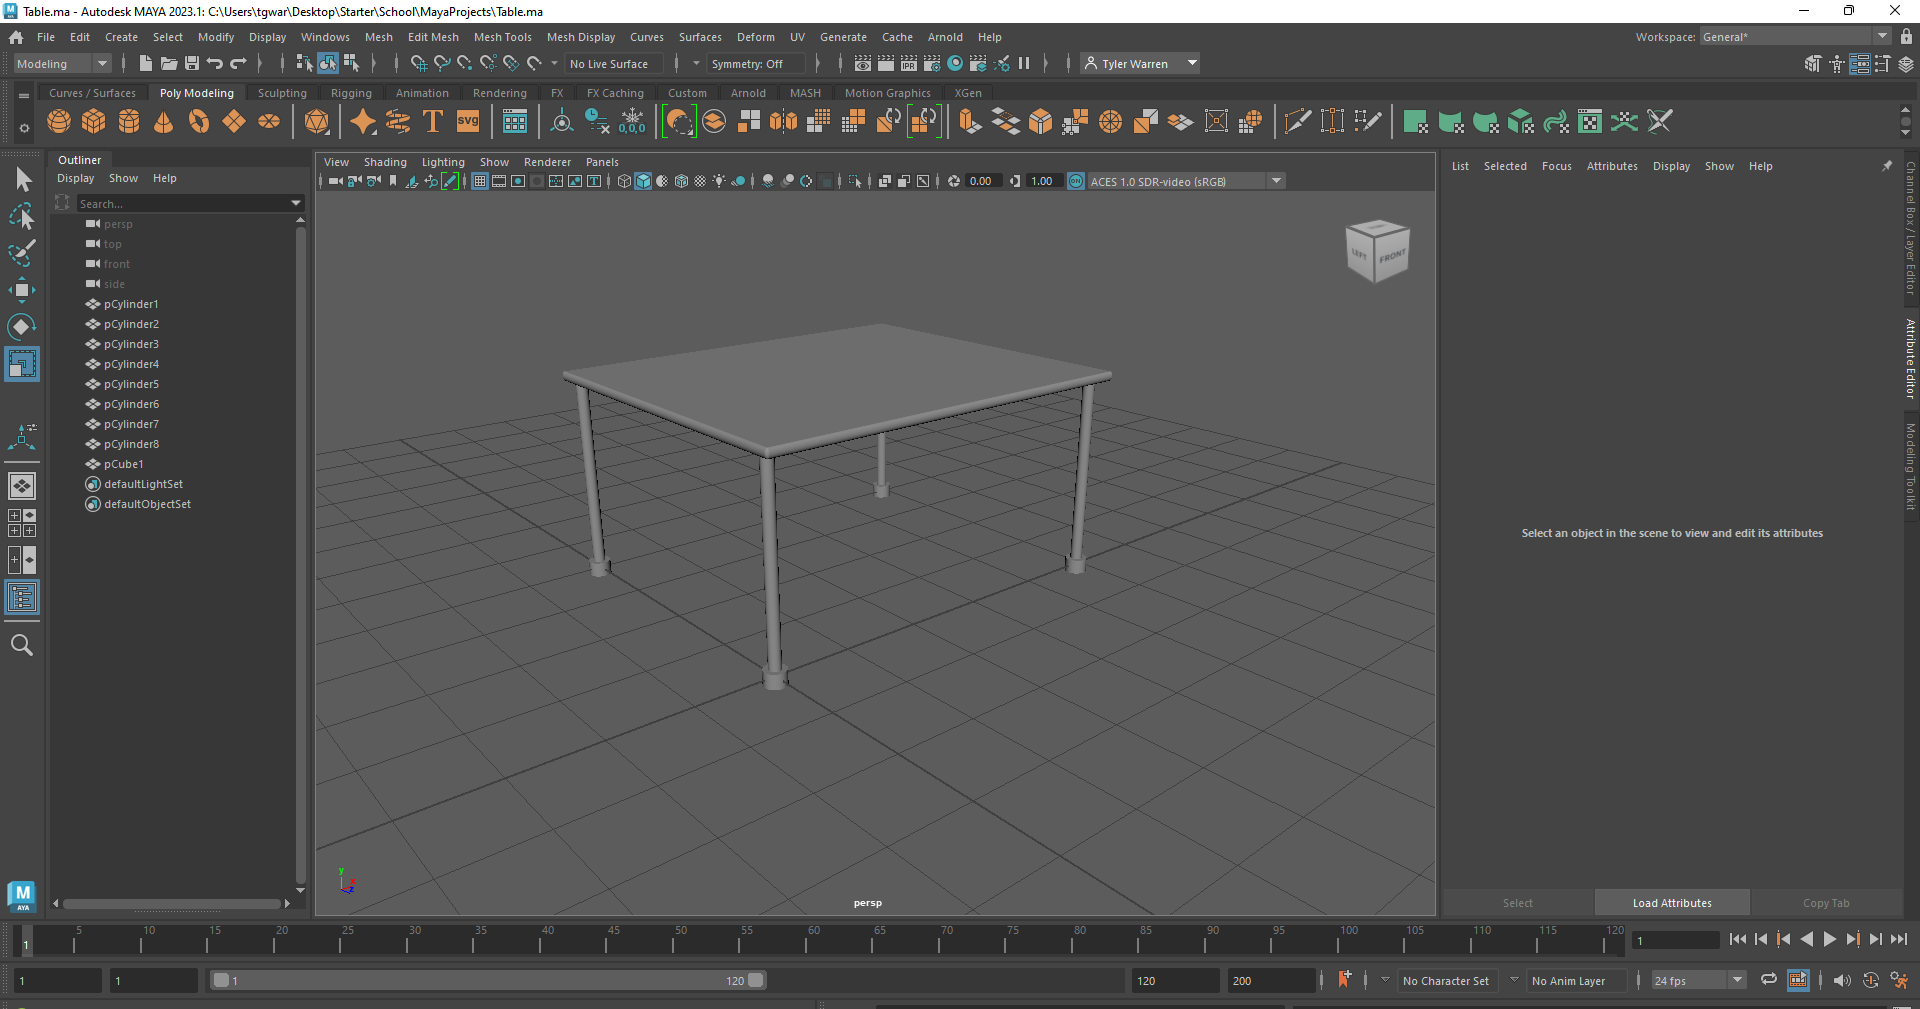 Table.ma - Autodesk MAYA 2023.1: C:\Users\tgwar\Desktop\Starter\School\MayaProjects\Table.ma
File Edit Create Select Modify Display Windows Mesh Edit Mesh Mesh Tools Mesh Display Curves Surfaces Deform UV Generate Cache Arnold Help Workspace: General*
Modeling No Live Surface Symmetry: Off IPR Tyler Warren
Curves / Surfaces Poly Modeling Sculpting Rigging Animation Rendering FX FX Caching Custom Arnold MASH Motion Graphics XGen
T svg 0,0,0
Outliner
Display Show Help
Search...
persp
top
front
side
pCylinder1
pCylinder2
pCylinder3
pCylinder4
pCylinder5
pCylinder6
pCylinder7
pCylinder8
pCube1
defaultLightSet
defaultObjectSet
View Shading Lighting Show Renderer Panels
0.00 1.00 ON ACES 1.0 SDR-video (sRGB)
LEFT FRONT
y
x
z
persp
List Selected Focus Attributes Display Show Help
Select an object in the scene to view and edit its attributes
Select Load Attributes Copy Tab
Channel Box / Layer Editor
Attribute Editor
Modeling Toolkit
M
AYA
1 5 10 15 20 25 30 35 40 45 50 55 60 65 70 75 80 85 90 95 100 105 110 115 120 1
1 1 1 120 120 200 No Character Set No Anim Layer 24 fps